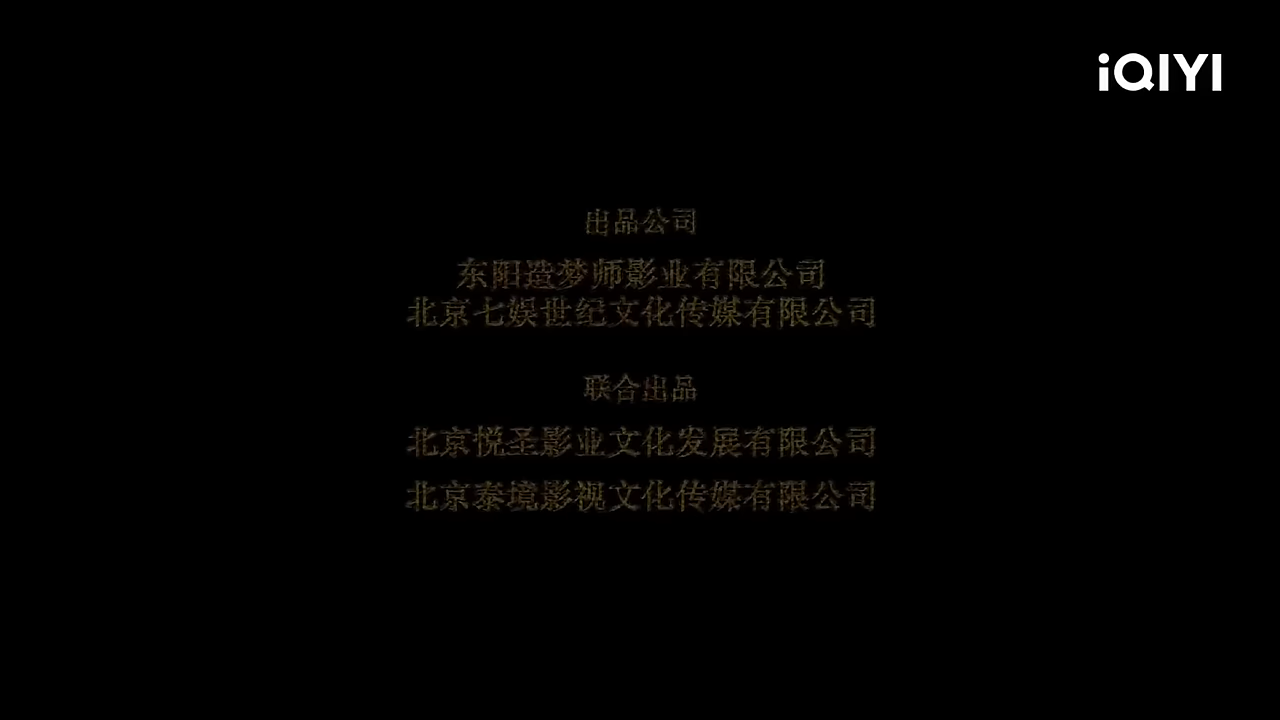 iQIYI
出品公司
东阳造梦师影业有限公司
北京七娱世纪文化传媒有限公司
联合出品
北京悦圣影业文化发展有限公司
北京泰境影视文化传媒有限公司